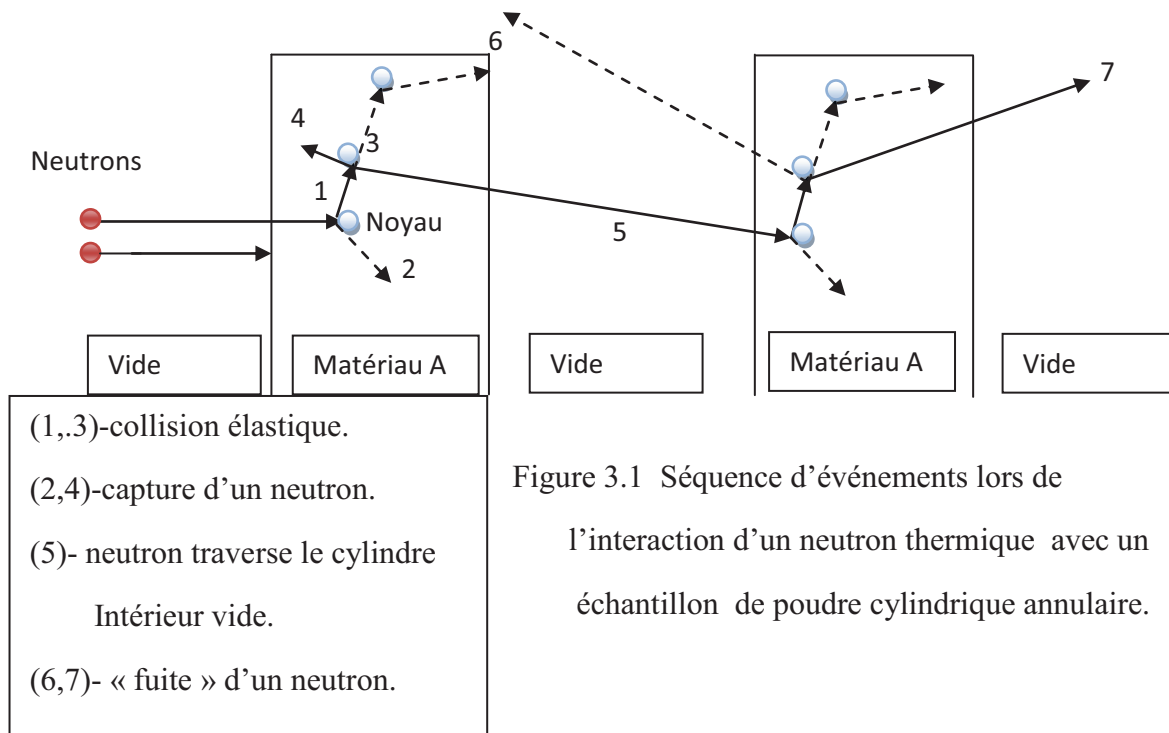 6
7
4
3
Neutrons
1
Noyau
5
2
Vide
Matériau A
Vide
Matériau A
Vide
(1,.3)-collision élastique.
(2,4)-capture d’un neutron.
(5)- neutron traverse le cylindre
Intérieur vide.
(6,7)- « fuite » d’un neutron.
Figure 3.1 Séquence d’événements lors de
l’interaction d’un neutron thermique avec un
échantillon de poudre cylindrique annulaire.